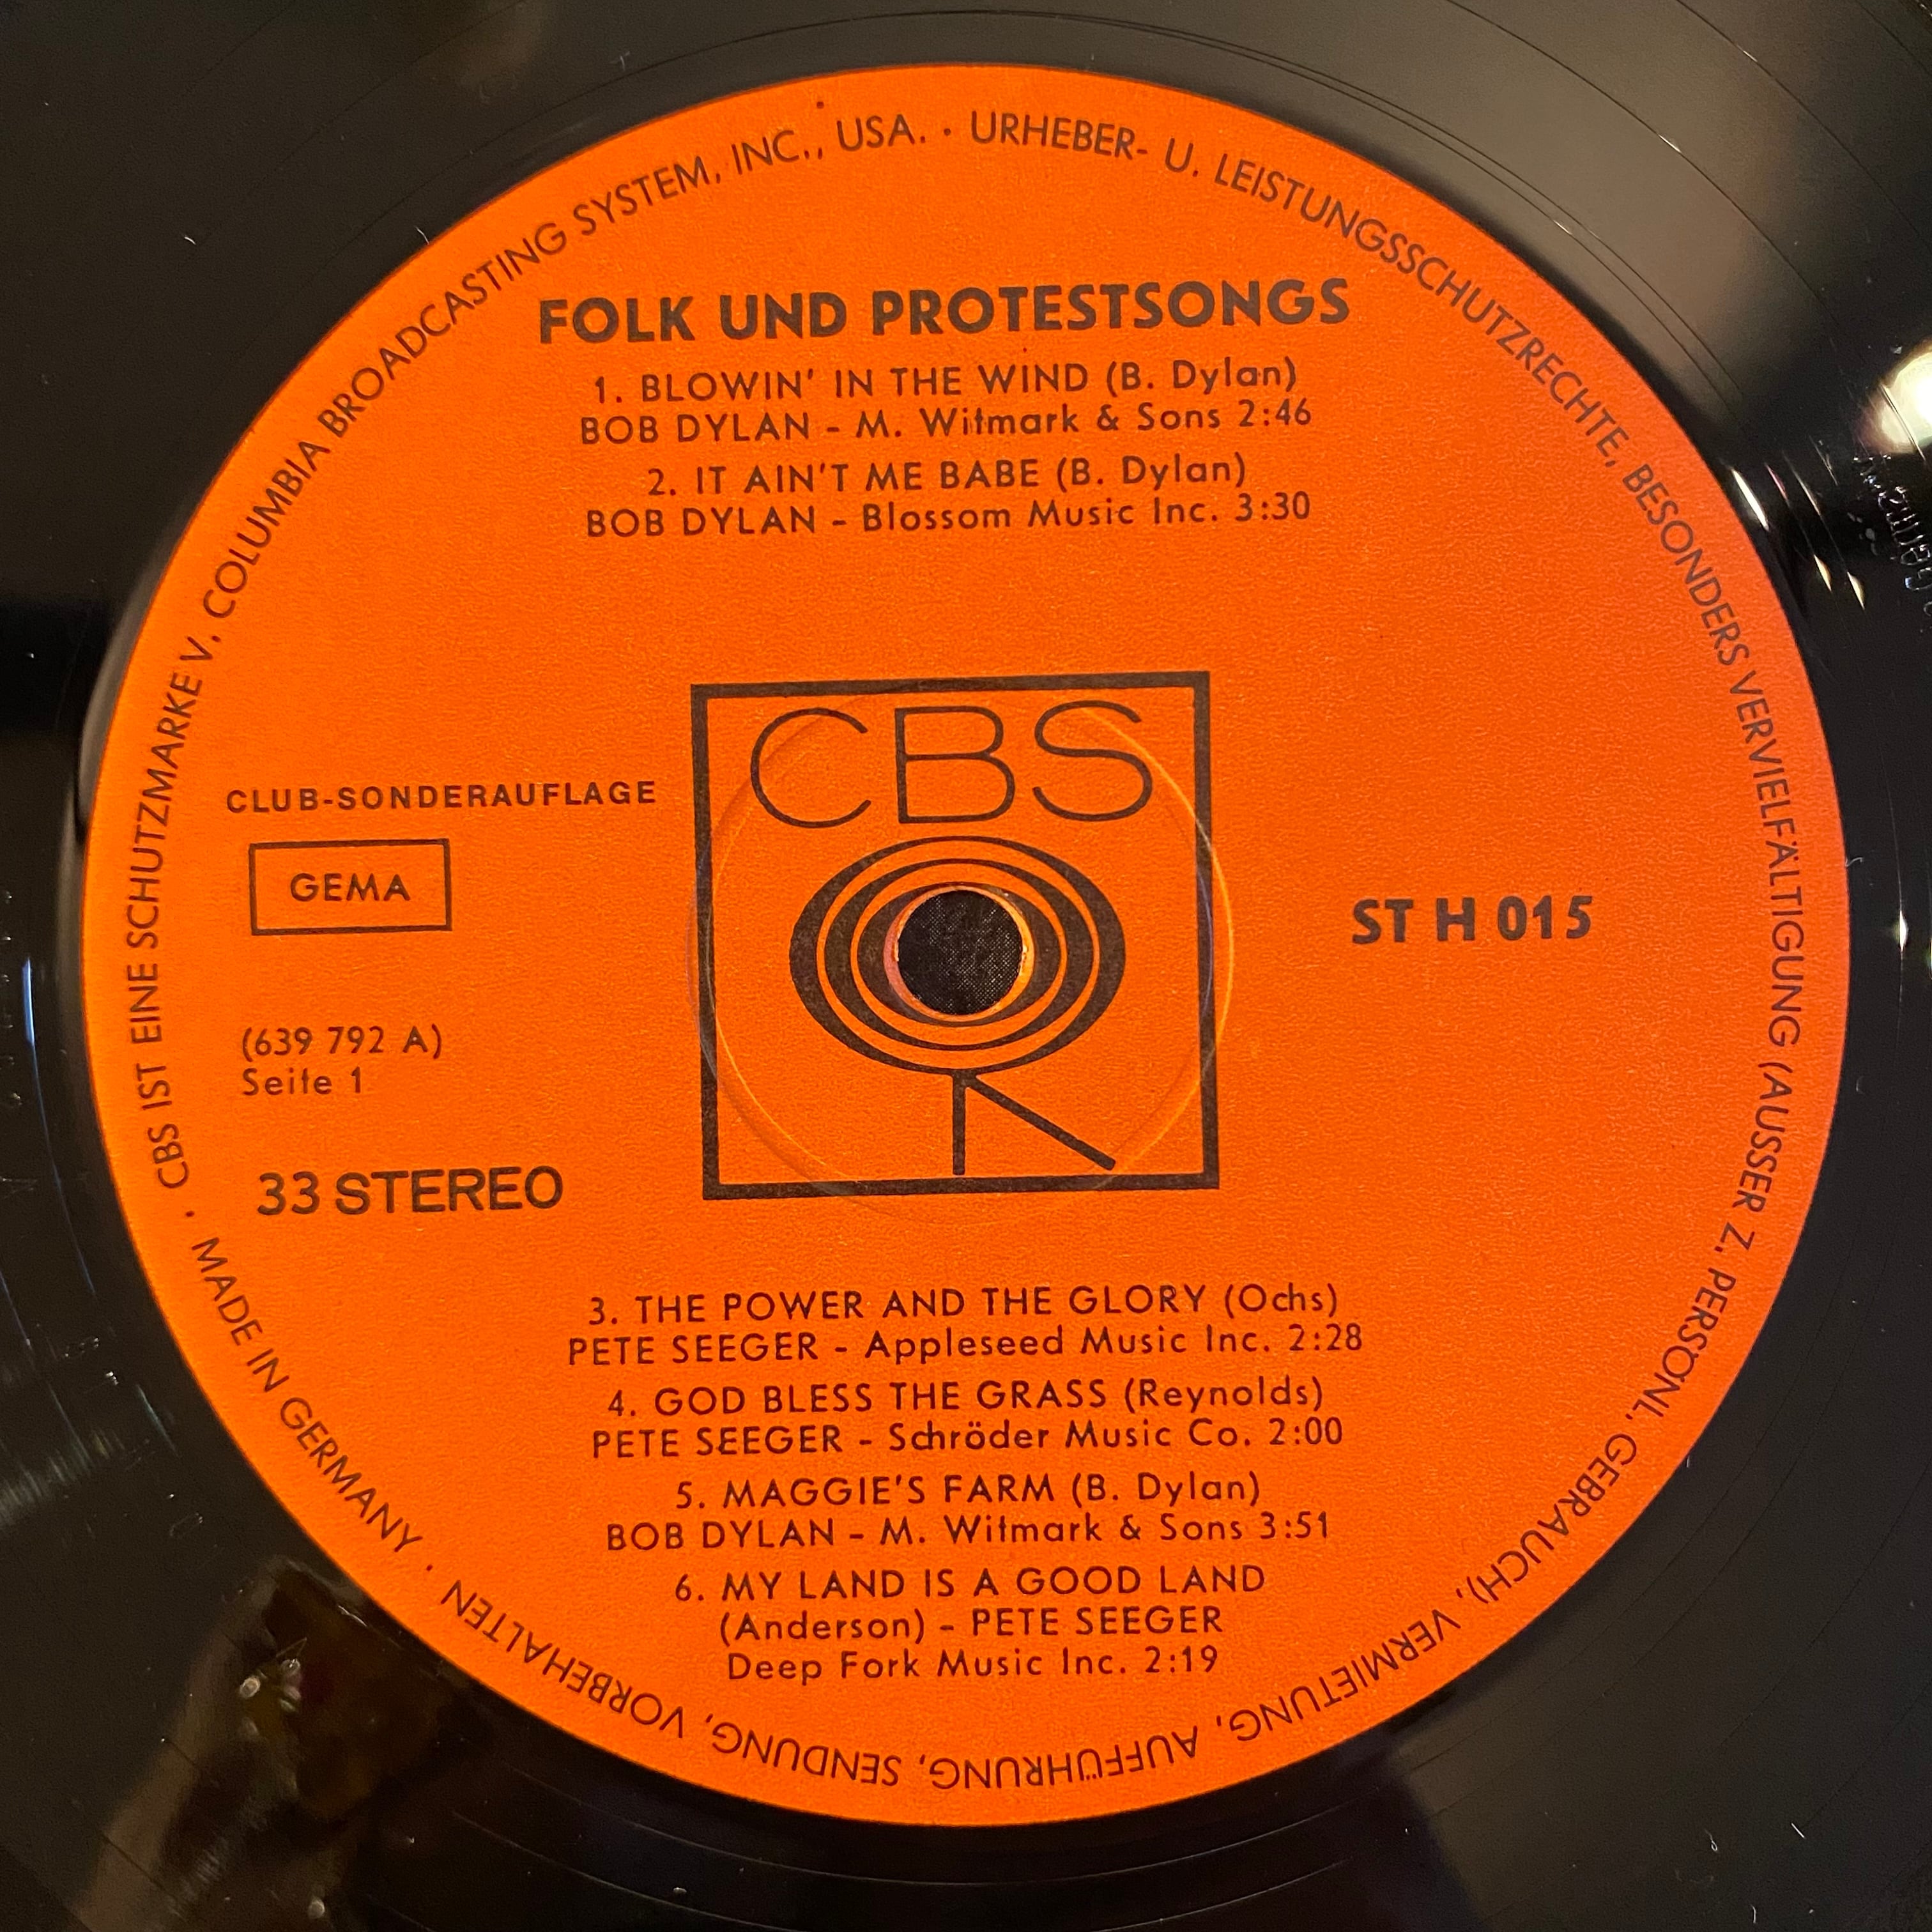 CBS IST EINE SCHUTZMARKE V. COLUMBIA BROADCASTING SYSTEM, INC., USA. · URHEBER- U. LEISTUNGSSCHUTZRECHTE, BESONDERS VERVIELFÄLTIGUNG (AUSSER Z. PERSÖNL. GEBRAUCH), VERMIETUNG, AUFFÜHRUNG, SENDUNG, VORBEHALTEN · MADE IN GERMANY ·
FOLK UND PROTESTSONGS
1. BLOWIN' IN THE WIND (B. Dylan)
BOB DYLAN - M. Witmark & Sons 2:46
2. IT AIN'T ME BABE (B. Dylan)
BOB DYLAN - Blossom Music Inc. 3:30
CBS
CLUB-SONDERAUFLAGE
GEMA
ST H 015
(639 792 A)
Seite 1
33 STEREO
3. THE POWER AND THE GLORY (Ochs)
PETE SEEGER - Appleseed Music Inc. 2:28
4. GOD BLESS THE GRASS (Reynolds)
PETE SEEGER - Schröder Music Co. 2:00
5. MAGGIE'S FARM (B. Dylan)
BOB DYLAN - M. Witmark & Sons 3:51
6. MY LAND IS A GOOD LAND
(Anderson) - PETE SEEGER
Deep Fork Music Inc. 2:19